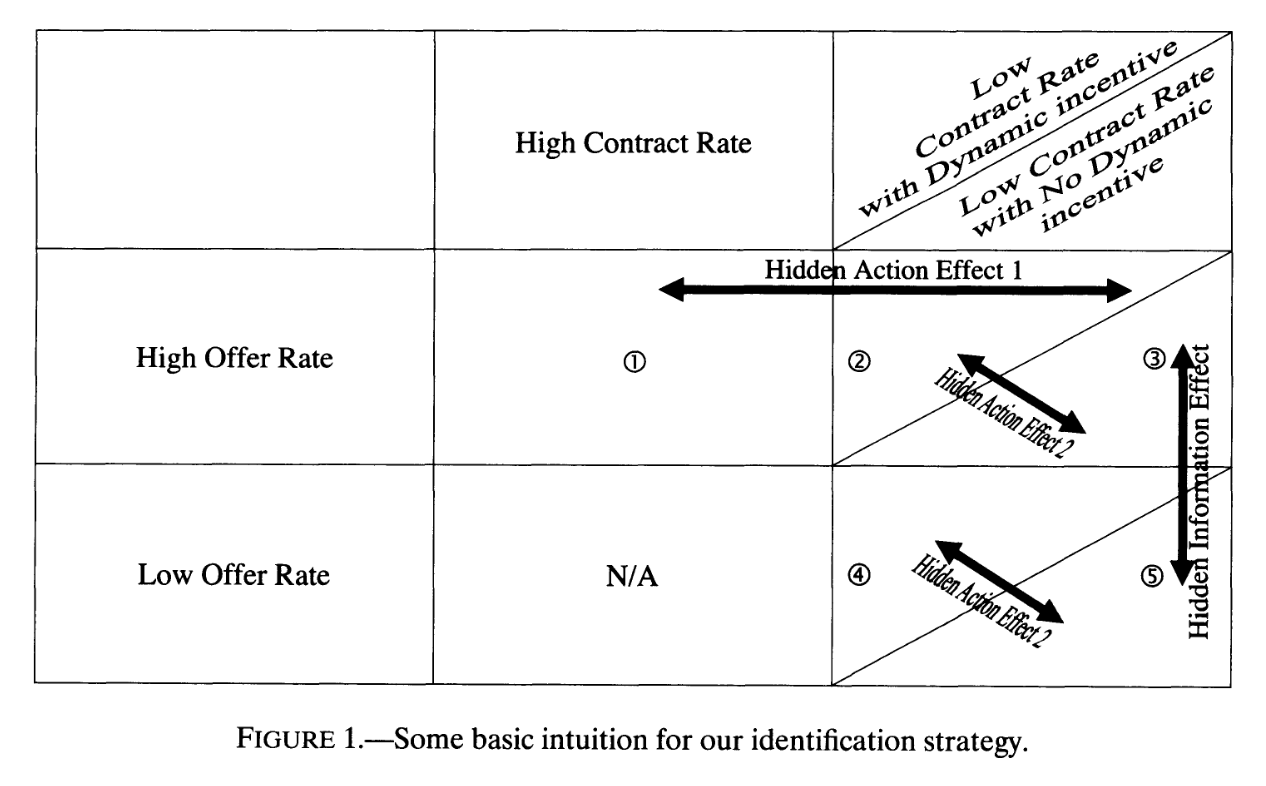 Low
Contract Rate
with Dynamic incentive
High Contract Rate
Low Contract Rate
with No Dynamic
incentive
Hidden Action Effect 1
High Offer Rate
①
②
Hidden Action Effect 2
③
Hidden Information Effect
Low Offer Rate
N/A
④
Hidden Action Effect 2
⑤
FIGURE 1.—Some basic intuition for our identification strategy.